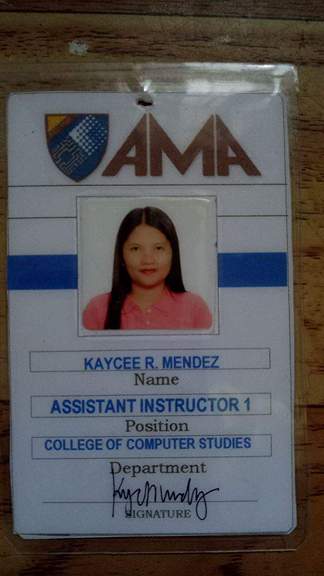 AMA
KAYCEE R. MENDEZ
Name
ASSISTANT INSTRUCTOR 1
Position
COLLEGE OF COMPUTER STUDIES
Department
SIGNATURE